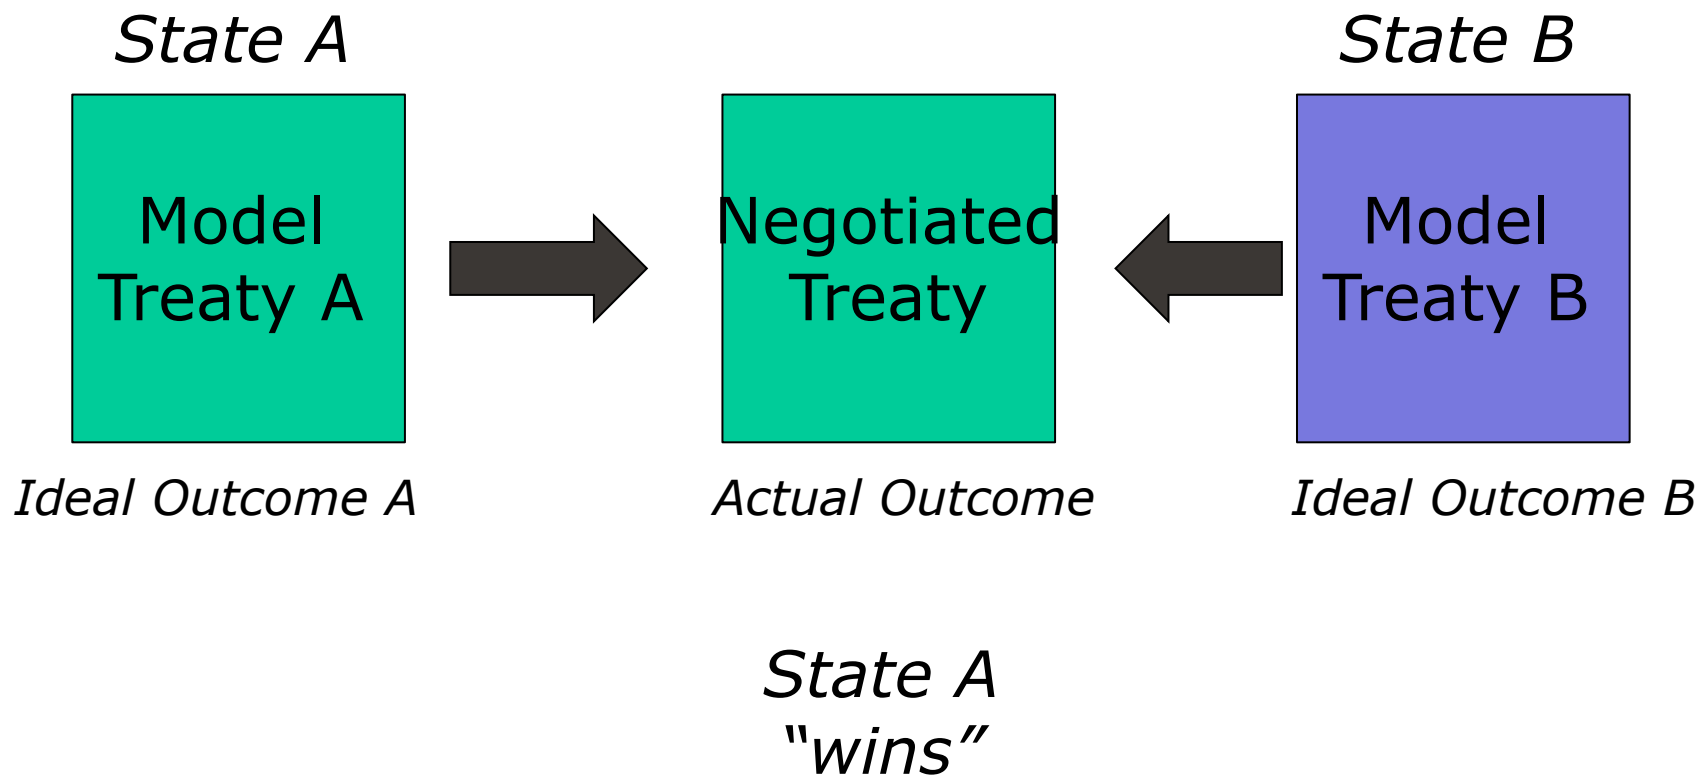 State A
State B
Model
Treaty A
Negotiated
Treaty
Model
Treaty B
Ideal Outcome A
Actual Outcome
Ideal Outcome B
State A
“wins”